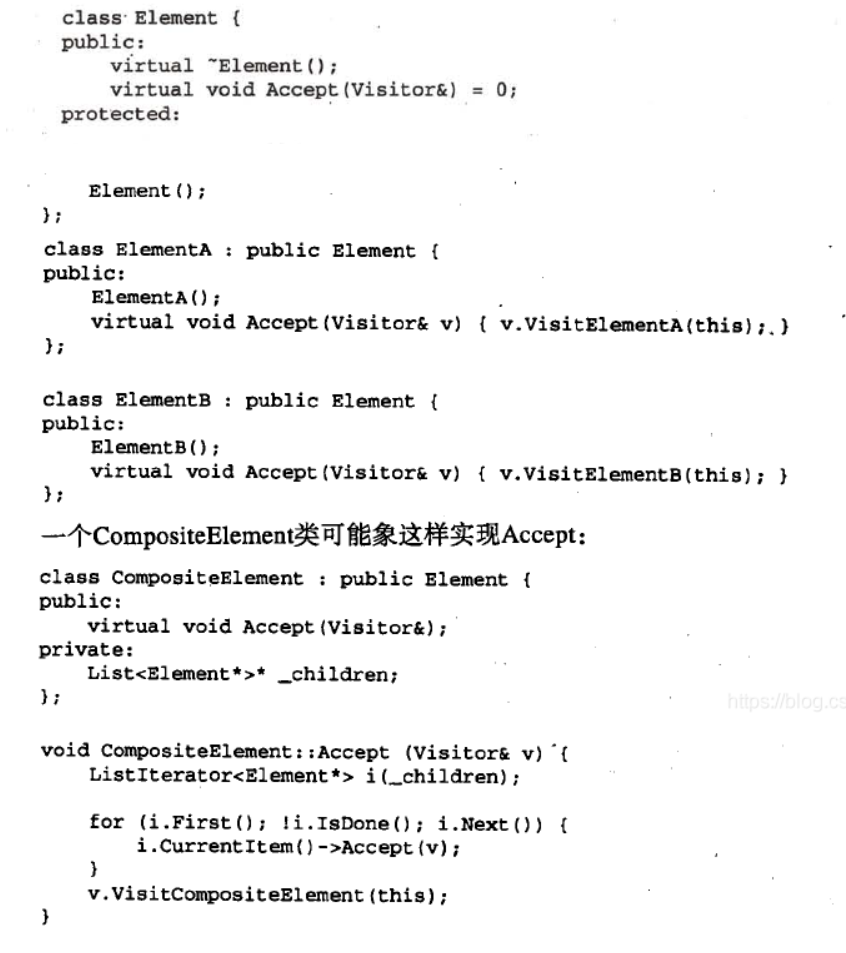 class Element {
public:
    virtual ~Element();
    virtual void Accept(Visitor&) = 0;
protected:
    Element();
};
class ElementA : public Element {
public:
    ElementA();
    virtual void Accept(Visitor& v) { v.VisitElementA(this); }
};
class ElementB : public Element {
public:
    ElementB();
    virtual void Accept(Visitor& v) { v.VisitElementB(this); }
};
一个CompositeElement类可能象这样实现Accept:
class CompositeElement : public Element {
public:
    virtual void Accept(Visitor&);
private:
    List<Element*>* _children;
};
https://blog.cs
void CompositeElement::Accept (Visitor& v) {
    ListIterator<Element*> i(_children);
    for (i.First(); !i.IsDone(); i.Next()) {
        i.CurrentItem()->Accept(v);
    }
    v.VisitCompositeElement(this);
}